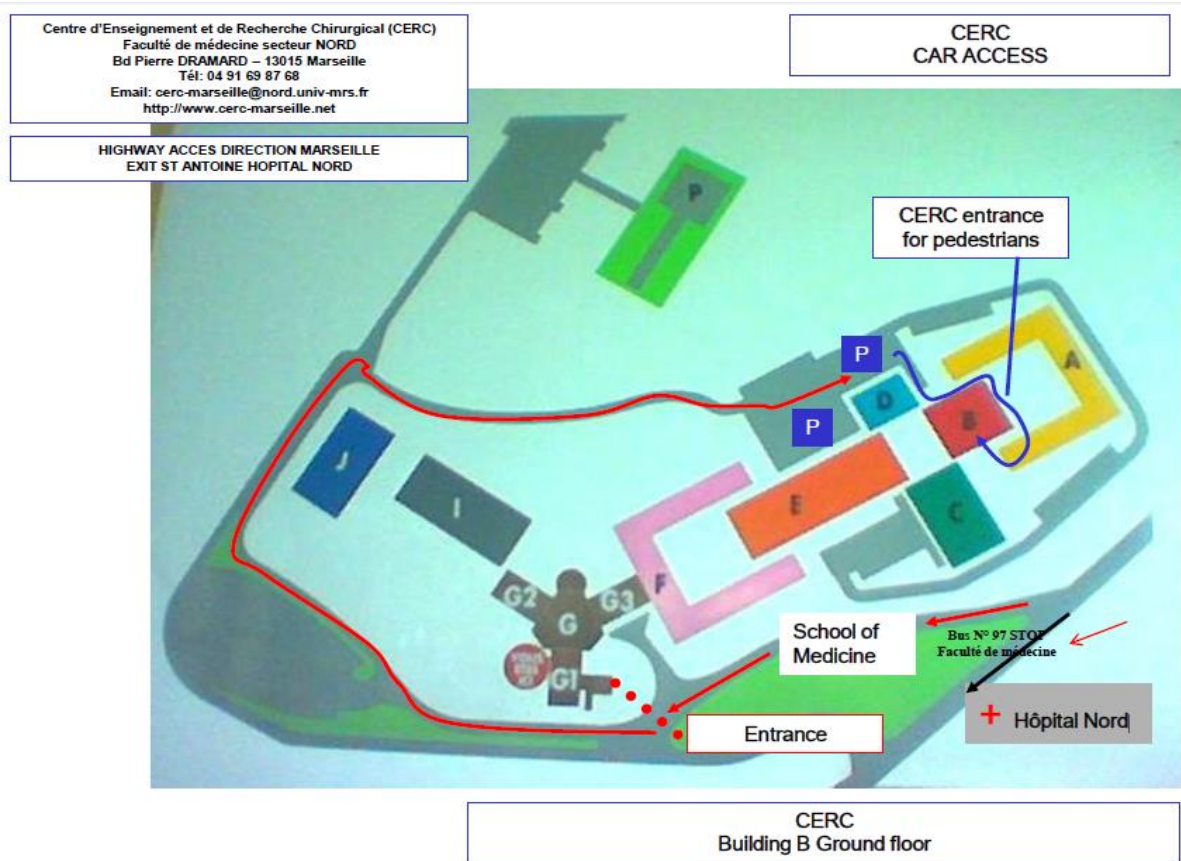 Centre d'Enseignement et de Recherche Chirurgical (CERC)
Faculté de médecine secteur NORD
Bd Pierre DRAMARD – 13015 Marseille
Tél: 04 91 69 87 68
Email: cerc-marseille@nord.univ-mrs.fr
http://www.cerc-marseille.net
CERC
CAR ACCESS
HIGHWAY ACCES DIRECTION MARSEILLE
EXIT ST ANTOINE HOPITAL NORD
P
CERC entrance
for pedestrians
P
A
D
P
B
J
I
E
C
F
G2
G3
G
VOUS
ETES
ICI
G1
School of
Medicine
Bus N° 97 STOP
Faculté de médecine
Hôpital Nord
Entrance
CERC
Building B Ground floor